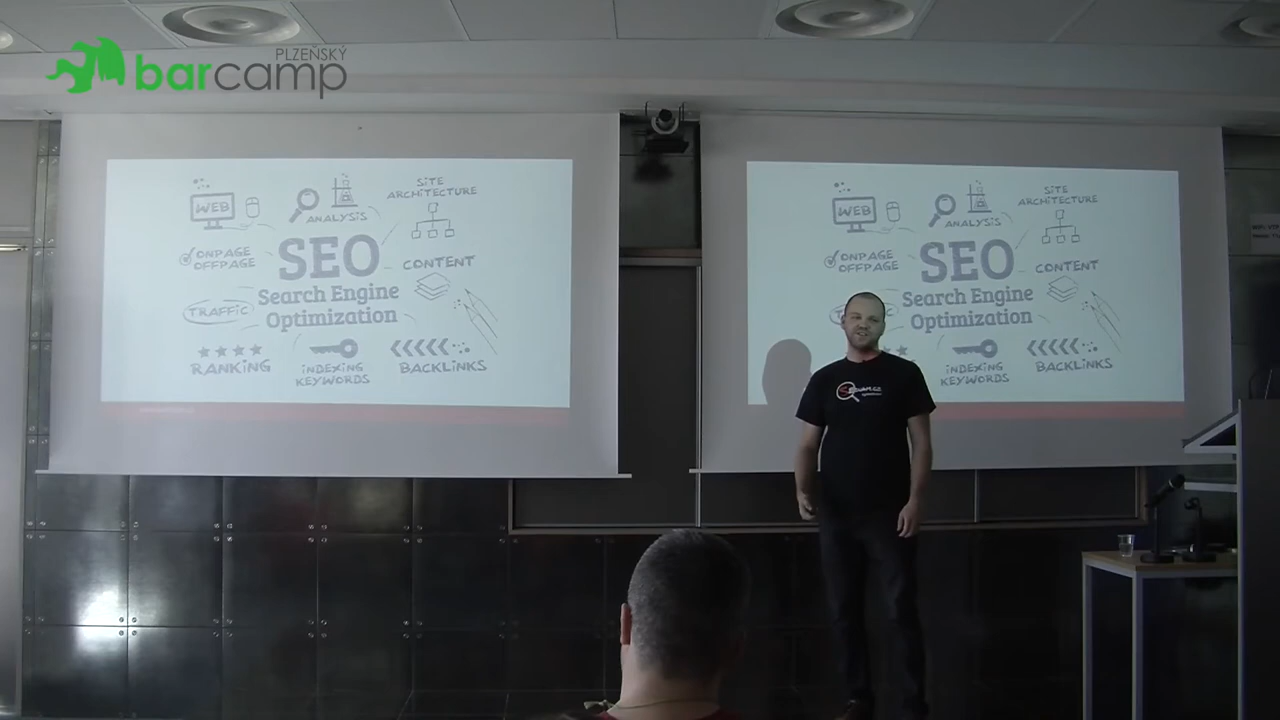 PLZEŇSKÝ
barcamp
WEB
ANALYSIS
SITE
ARCHITECTURE
ONPAGE
OFFPAGE
SEO
CONTENT
Search Engine
Optimization
TRAFFIC
RANKING
INDEXING
KEYWORDS
BACKLINKS
WEB
ANALYSIS
SITE
ARCHITECTURE
ONPAGE
OFFPAGE
SEO
CONTENT
Search Engine
Optimization
INDEXING
KEYWORDS
BACKLINKS